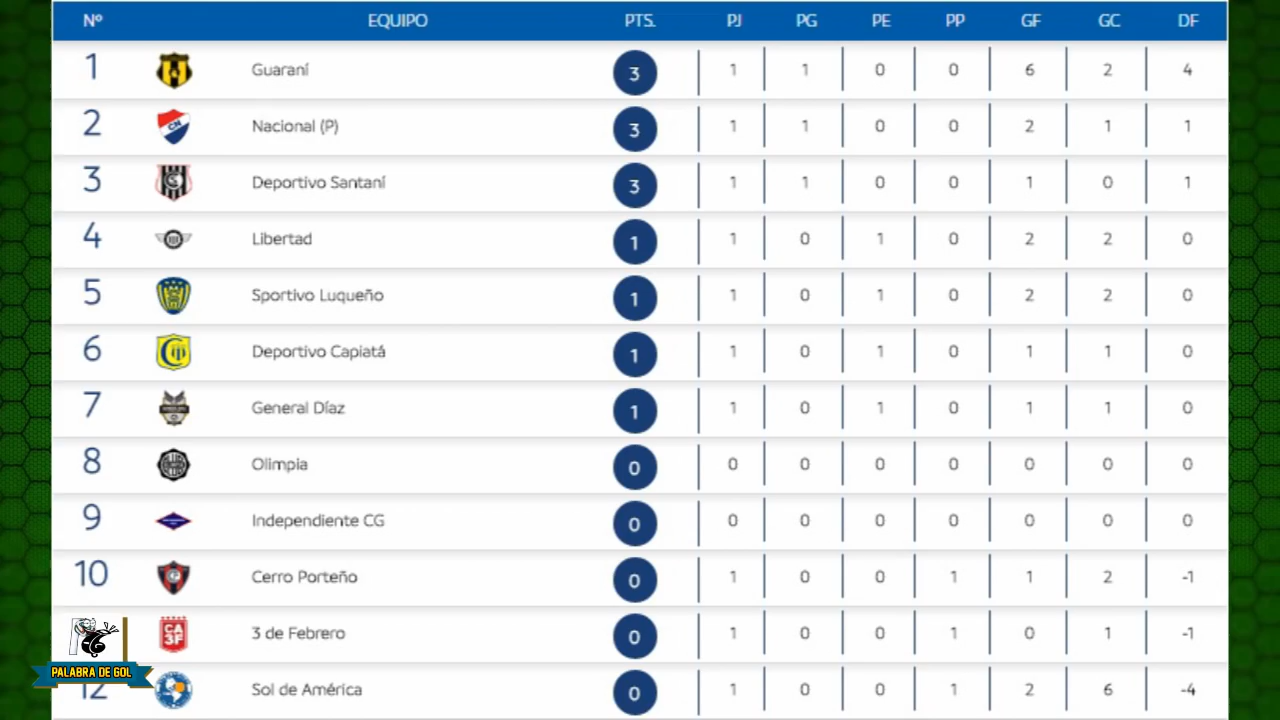 Nº EQUIPO PTS. PJ PG PE PP GF GC DF
1 Guaraní 3 1 1 0 0 6 2 4
2 Nacional (P) 3 1 1 0 0 2 1 1
3 Deportivo Santaní 3 1 1 0 0 1 0 1
4 Libertad 1 1 0 1 0 2 2 0
5 Sportivo Luqueño 1 1 0 1 0 2 2 0
6 Deportivo Capiatá 1 1 0 1 0 1 1 0
7 General Díaz 1 1 0 1 0 1 1 0
8 Olimpia 0 0 0 0 0 0 0 0
9 Independiente CG 0 0 0 0 0 0 0 0
10 Cerro Porteño 0 1 0 0 1 1 2 -1
CA 3F 3 de Febrero 0 1 0 0 1 0 1 -1
PALABRA DE GOL
12 Sol de América 0 1 0 0 1 2 6 -4